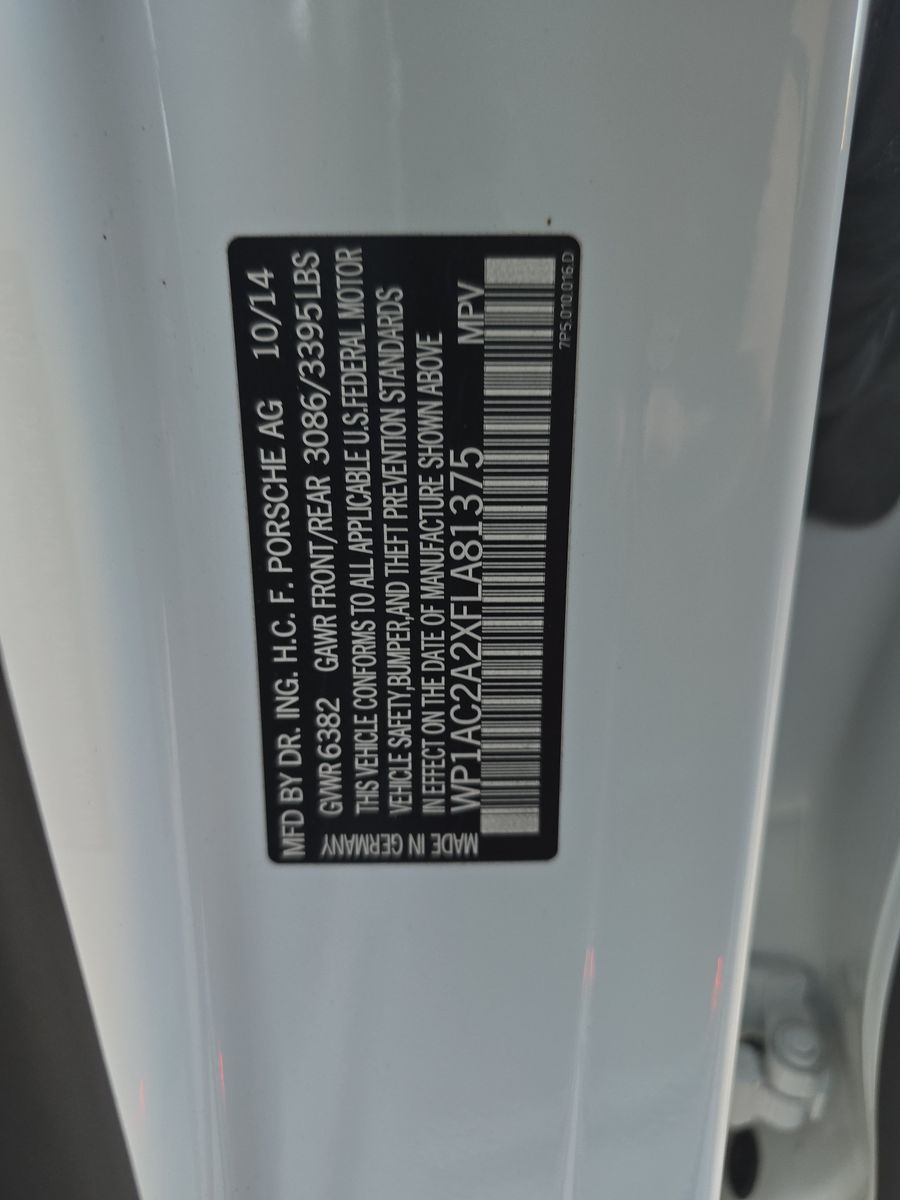 MFD BY DR. ING. H.C. F. PORSCHE AG 10/14
GVWR 6382 GAWR FRONT/REAR 3086/3395LBS
THIS VEHICLE CONFORMS TO ALL APPLICABLE U.S.FEDERAL MOTOR
VEHICLE SAFETY,BUMPER,AND THEFT PREVENTION STANDARDS
IN EFFECT ON THE DATE OF MANUFACTURE SHOWN ABOVE
WP1AC2A2XFLA81375 MPV
MADE IN GERMANY
7P5.010.016.D